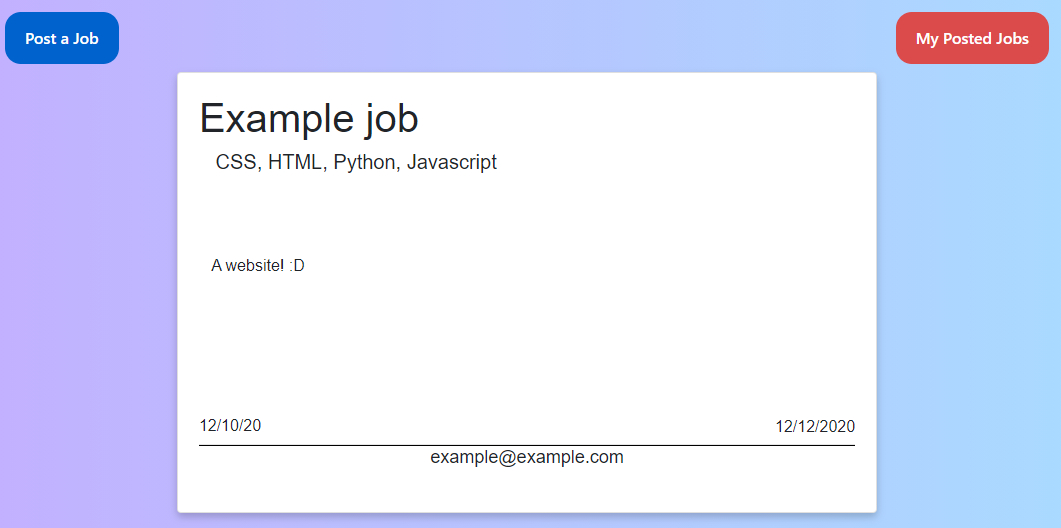 Post a Job
My Posted Jobs
Example job
CSS, HTML, Python, Javascript
A website! :D
12/10/20
12/12/2020
example@example.com